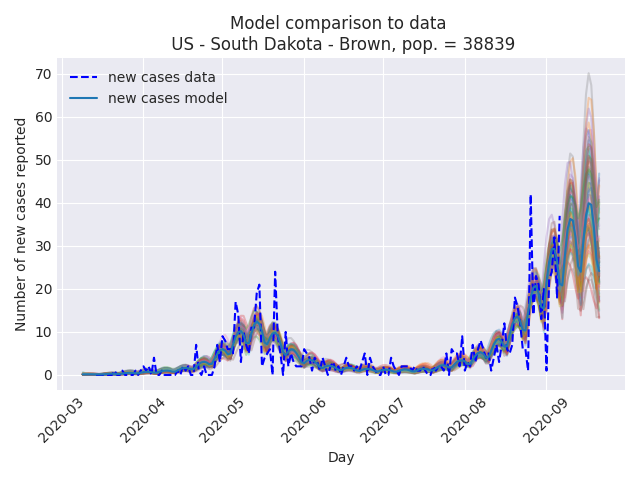 Model comparison to data
US - South Dakota - Brown, pop. = 38839
new cases data
new cases model
Number of new cases reported
70
60
50
40
30
20
10
0
2020-03
2020-04
2020-05
2020-06
2020-07
2020-08
2020-09
Day